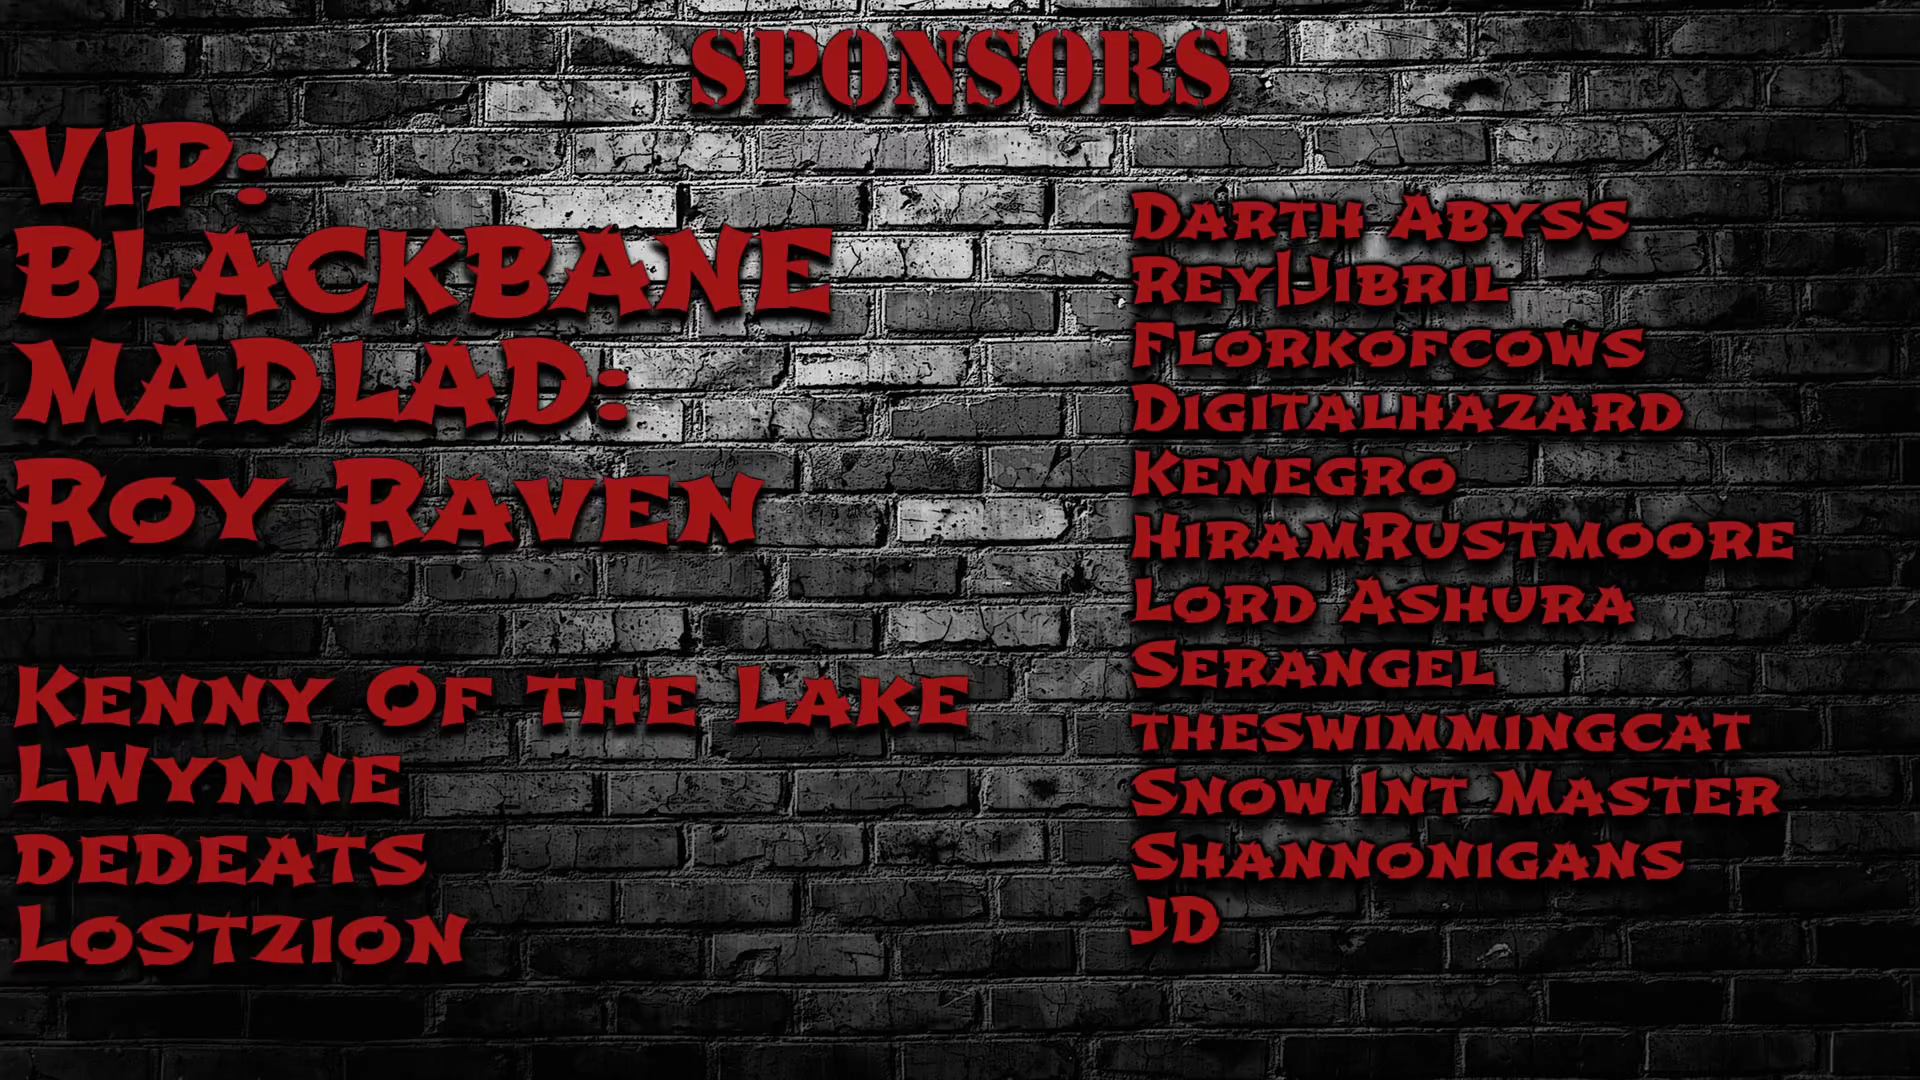 SPONSORS
VIP:
BLACKBANE
MADLAD:
Roy Raven
Kenny Of the Lake
LWynne
dedeats
Lostzion
Darth Abyss
Rey|Jibril
Florkofcows
Digitalhazard
Kenegro
HiramRustmoore
Lord Ashura
Serangel
theswimmingcat
Snow Int Master
Shannonigans
JD